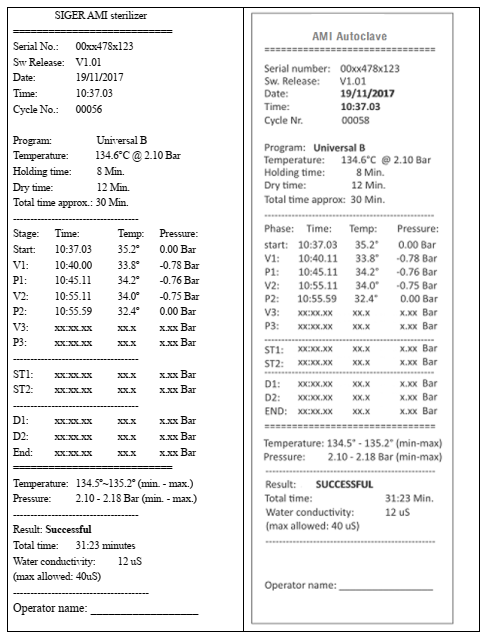 SIGER AMI sterilizer
==========================
Serial No.: 00xx478x123
Sw Release: V1.01
Date: 19/11/2017
Time: 10:37.03
Cycle No.: 00056
Program: Universal B
Temperature: 134.6°C @ 2.10 Bar
Holding time: 8 Min.
Dry time: 12 Min.
Total time approx.: 30 Min.
------------------------------------
Stage: Time: Temp: Pressure:
Start: 10:37.03 35.2° 0.00 Bar
V1: 10:40.00 33.8° -0.78 Bar
P1: 10:45.11 34.2° -0.76 Bar
V2: 10:55.11 34.0° -0.75 Bar
P2: 10:55.59 32.4° 0.00 Bar
V3: xx:xx.xx xx.x x.xx Bar
P3: xx:xx.xx xx.x x.xx Bar
------------------------------------
ST1: xx:xx.xx xx.x x.xx Bar
ST2: xx:xx.xx xx.x x.xx Bar
------------------------------------
D1: xx:xx.xx xx.x x.xx Bar
D2: xx:xx.xx xx.x x.xx Bar
End: xx:xx.xx xx.x x.xx Bar
==========================
Temperature: 134.5°~135.2° (min. - max.)
Pressure: 2.10 - 2.18 Bar (min. - max.)
------------------------------------
Result: Successful
Total time: 31:23 minutes
Water conductivity: 12 uS
(max allowed: 40uS)
---------------------------------------
Operator name: __________________
AMI Autoclave
==============================
Serial number: 00xx478x123
Sw. Release: V1.01
Date: 19/11/2017
Time: 10:37.03
Cycle Nr. 00058
Program: Universal B
Temperature: 134.6°C @ 2.10 Bar
Holding time: 8 Min.
Dry time: 12 Min.
Total time approx: 30 Min.
------------------------------------------------
Phase: Time: Temp: Pressure:
start: 10:37.03 35.2° 0.00 Bar
V1: 10:40.11 33.8° -0.78 Bar
P1: 10:45.11 34.2° -0.76 Bar
V2: 10:55.11 34.0° -0.75 Bar
P2: 10:55.59 32.4° 0.00 Bar
V3: xx:xx.xx xx.x x.xx Bar
P3: xx:xx.xx xx.x x.xx Bar
------------------------------------------------
ST1: xx:xx.xx xx.x x.xx Bar
ST2: xx:xx.xx xx.x x.xx Bar
------------------------------------------------
D1: xx:xx.xx xx.x x.xx Bar
D2: xx:xx.xx xx.x x.xx Bar
END: xx:xx.xx xx.x x.xx Bar
==============================
Temperature: 134.5° - 135.2° (min-max)
Pressure: 2.10 - 2.18 Bar (min-max)
------------------------------------------------
Result: SUCCESSFUL
Total time: 31:23 Min.
Water conductivity: 12 uS
(max allowed: 40 uS)
------------------------------------------------
Operator name: __________________